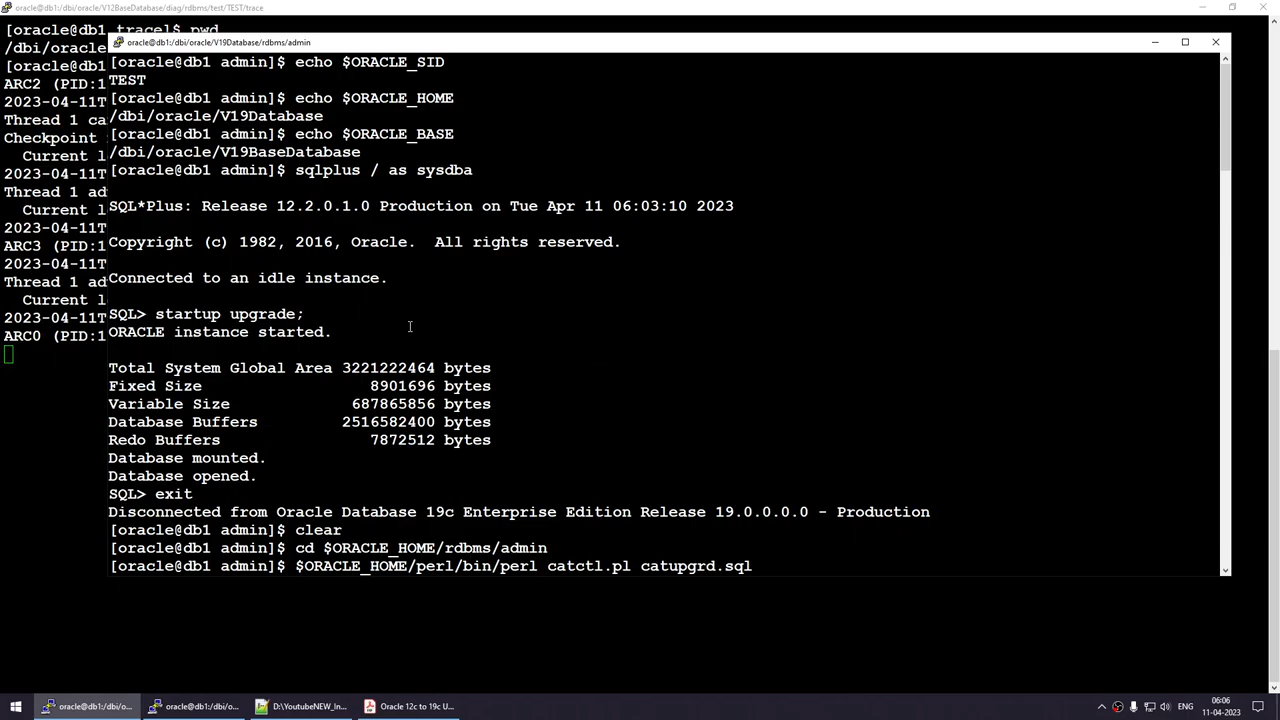 oracle@db1:/dbi/oracle/V12BaseDatabase/diag/rdbms/test/TEST/trace
[oracle@db1 trace]$ pwd
/dbi/oracle
[oracle@db1
ARC2 (PID:1
2023-04-11T
Thread 1 ca
Checkpoint
Current l
2023-04-11T
Thread 1 ad
Current l
2023-04-11T
ARC3 (PID:1
2023-04-11T
Thread 1 ad
Current l
2023-04-11T
ARC0 (PID:1
oracle@db1:/dbi/oracle/V19Database/rdbms/admin
[oracle@db1 admin]$ echo $ORACLE_SID
TEST
[oracle@db1 admin]$ echo $ORACLE_HOME
/dbi/oracle/V19Database
[oracle@db1 admin]$ echo $ORACLE_BASE
/dbi/oracle/V19BaseDatabase
[oracle@db1 admin]$ sqlplus / as sysdba
SQL*Plus: Release 12.2.0.1.0 Production on Tue Apr 11 06:03:10 2023
Copyright (c) 1982, 2016, Oracle.  All rights reserved.
Connected to an idle instance.
SQL> startup upgrade;
ORACLE instance started.
Total System Global Area 3221222464 bytes
Fixed Size                  8901696 bytes
Variable Size             687865856 bytes
Database Buffers         2516582400 bytes
Redo Buffers                7872512 bytes
Database mounted.
Database opened.
SQL> exit
Disconnected from Oracle Database 19c Enterprise Edition Release 19.0.0.0.0 - Production
[oracle@db1 admin]$ clear
[oracle@db1 admin]$ cd $ORACLE_HOME/rdbms/admin
[oracle@db1 admin]$ $ORACLE_HOME/perl/bin/perl catctl.pl catupgrd.sql
oracle@db1:/dbi/o...
oracle@db1:/dbi/o...
D:\YoutubeNEW_In...
Oracle 12c to 19c U...
ENG
06:06
11-04-2023